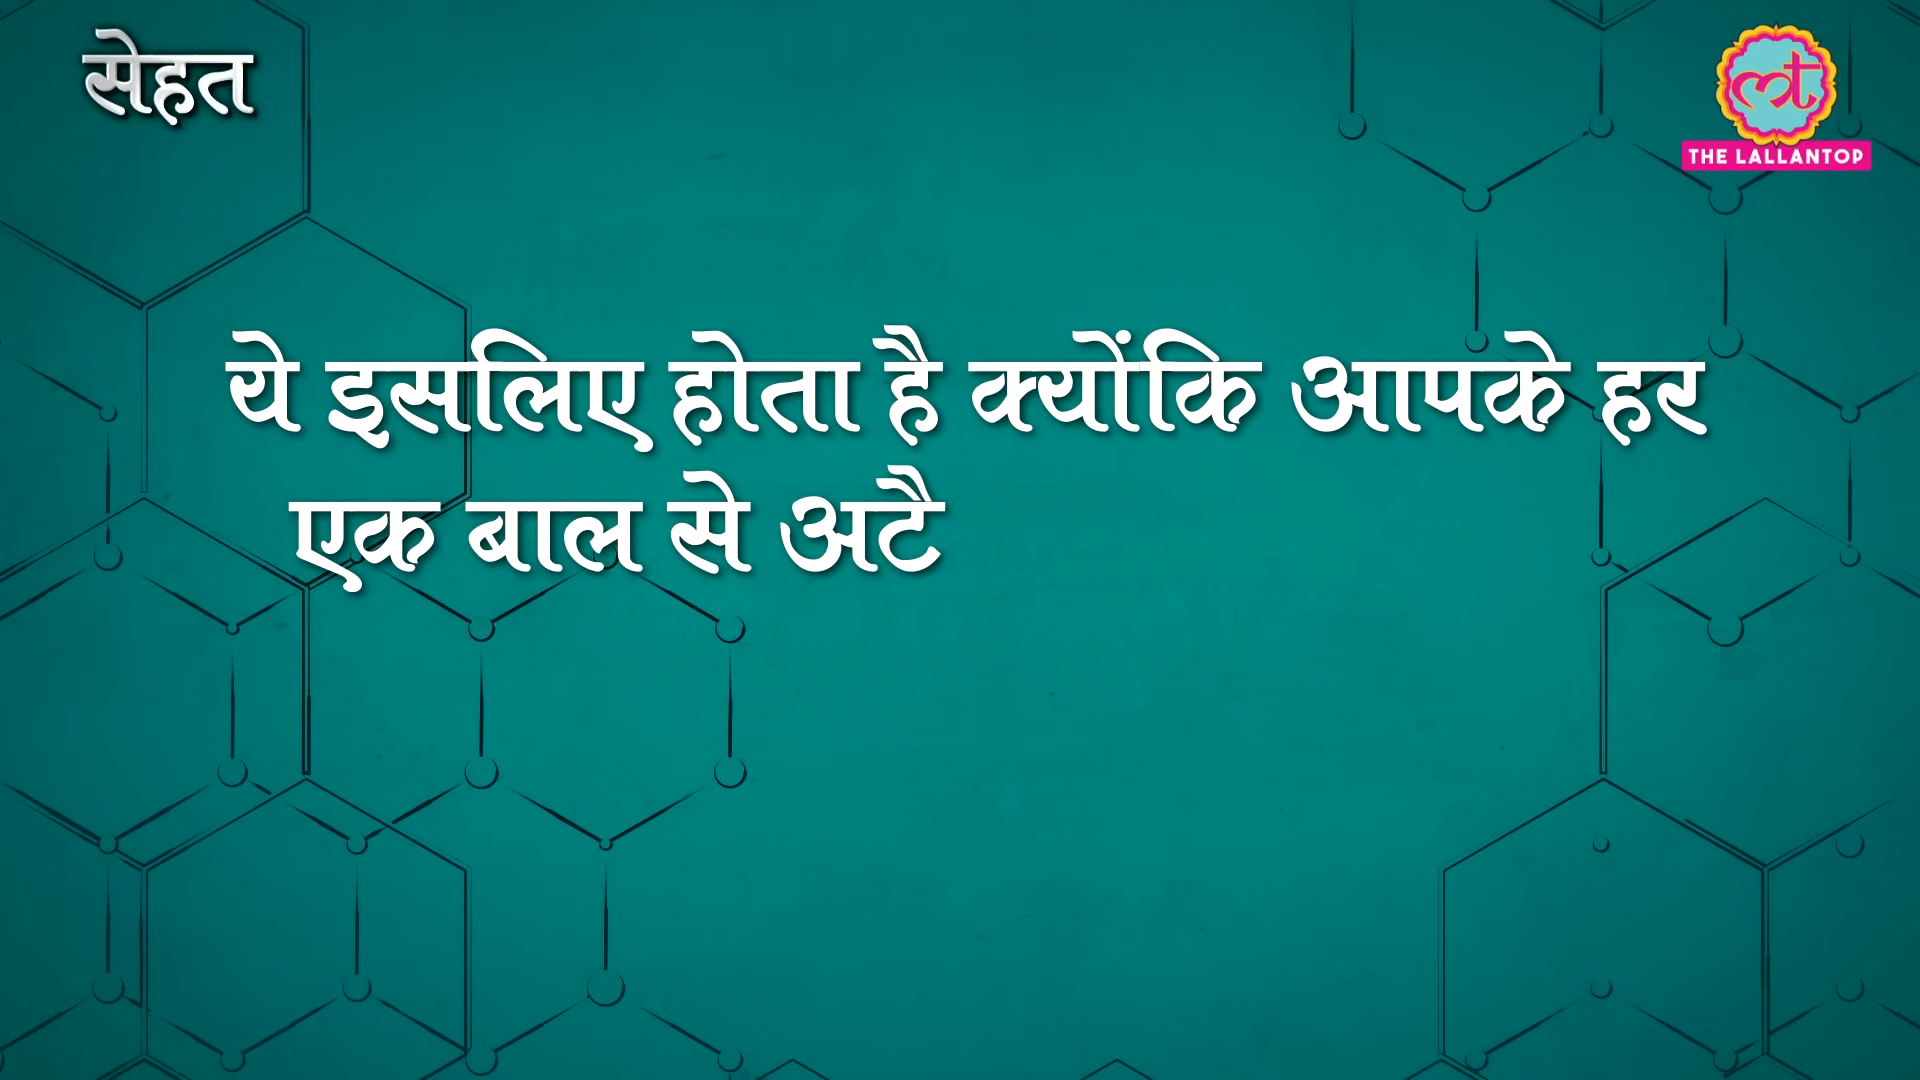 सेहत
THE LALLANTOP
ये इसलिए होता है क्योंकि आपके हर
एक बाल से अटै